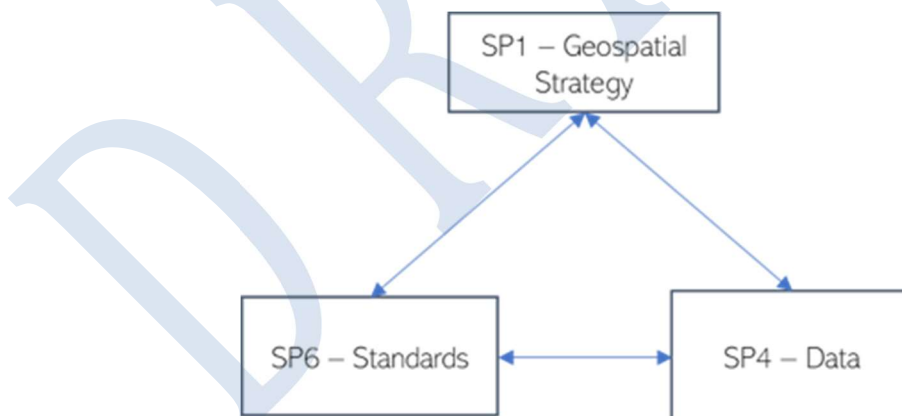 SP1 – Geospatial
Strategy
SP6 – Standards
SP4 – Data